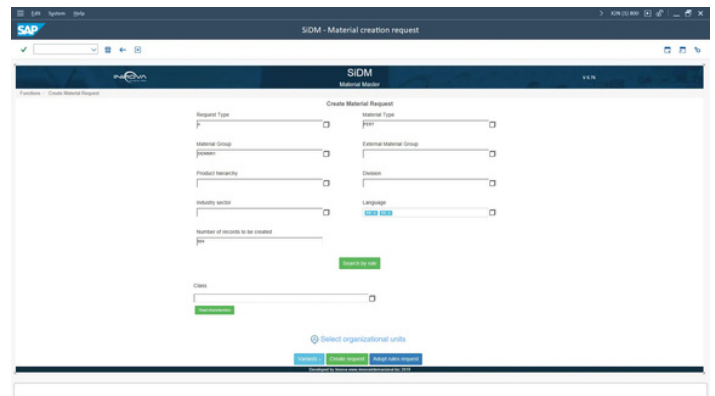 Edit System Help
SAP
SiDM - Material creation request
INNOVA
SiDM
Material Master
Functions / Create Material Request
Create Material Request
Request Type
Material Type
Material Group
External Material Group
Product hierarchy
Division
Industry sector
Language
Number of records to be created
Search by rule
Class
Select organizational units
Variants
Create request
Adopt rules request